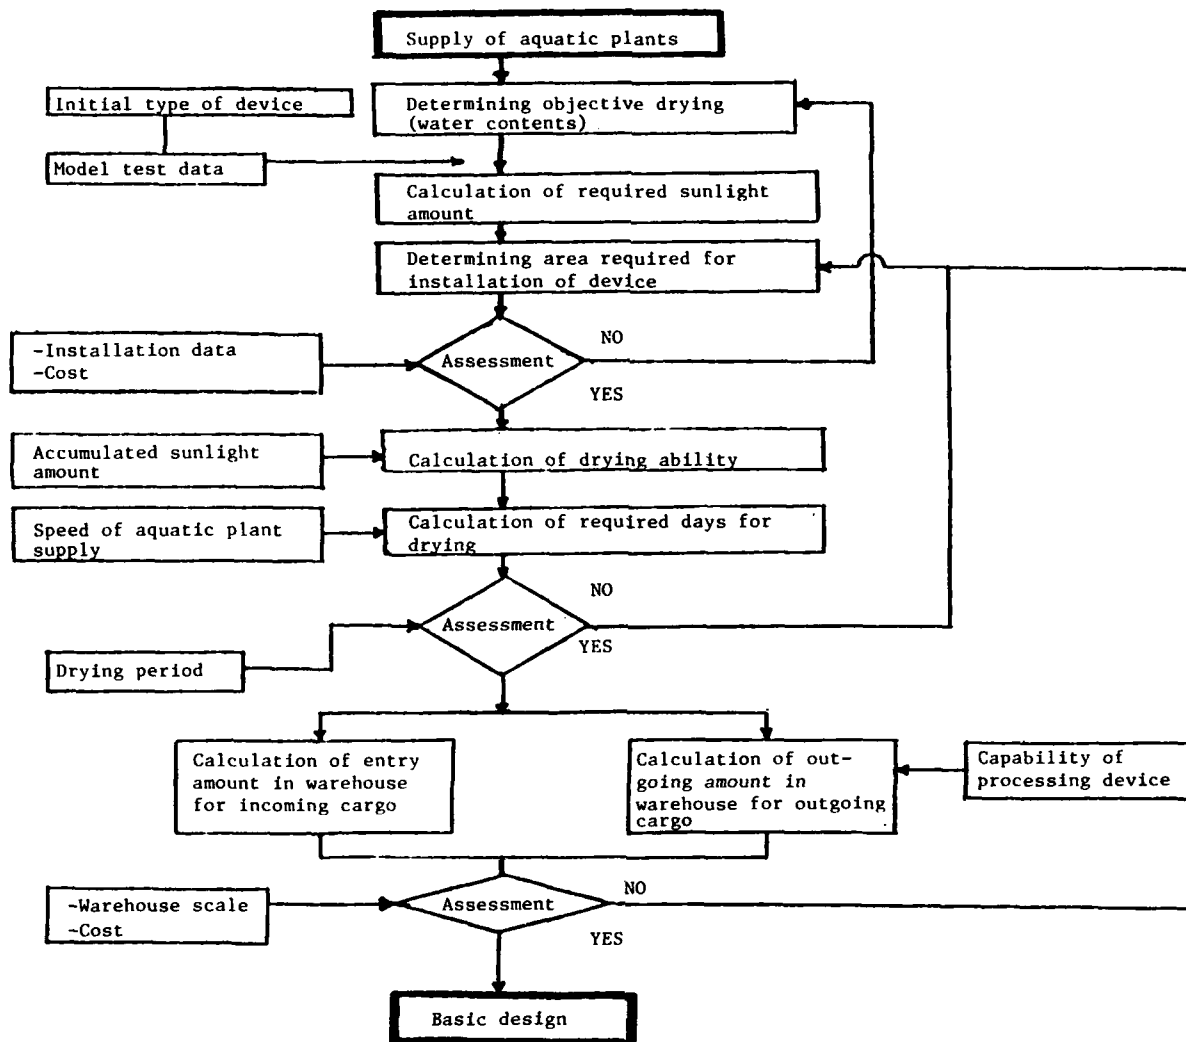 Supply of aquatic plants
Initial type of device
Determining objective drying
(water contents)
Model test data
Calculation of required sunlight
amount
Determining area required for
installation of device
NO
-Installation data
-Cost
Assessment
YES
Accumulated sunlight
amount
Calculation of drying ability
Speed of aquatic plant
supply
Calculation of required days for
drying
NO
Assessment
YES
Drying period
Calculation of entry
amount in warehouse
for incoming cargo
Calculation of out-
going amount in
warehouse for outgoing
cargo
Capability of
processing device
NO
-Warehouse scale
-Cost
Assessment
YES
Basic design